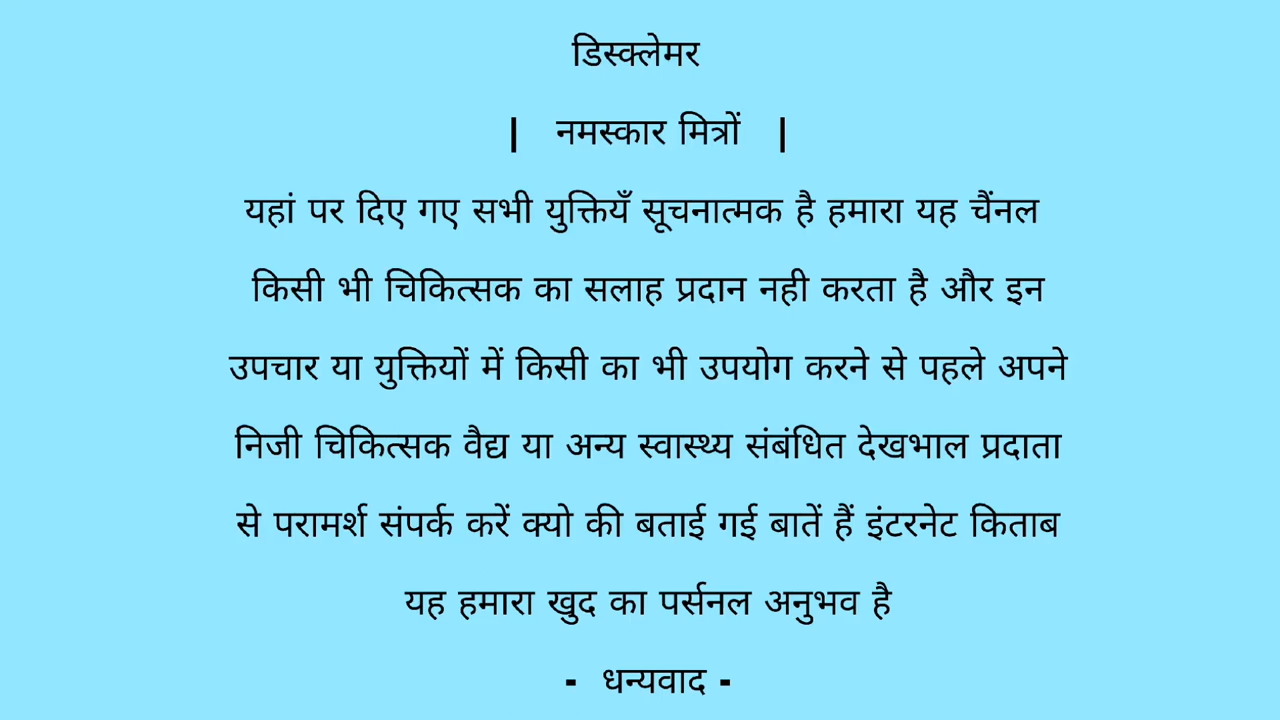 डिस्क्लेमर
| नमस्कार मित्रों |
यहां पर दिए गए सभी युक्तियँ सूचनात्मक है हमारा यह चैंनल
किसी भी चिकित्सक का सलाह प्रदान नही करता है और इन
उपचार या युक्तियों में किसी का भी उपयोग करने से पहले अपने
निजी चिकित्सक वैद्य या अन्य स्वास्थ्य संबंधित देखभाल प्रदाता
से परामर्श संपर्क करें क्यो की बताई गई बातें हैं इंटरनेट किताब
यह हमारा खुद का पर्सनल अनुभव है
- धन्यवाद -